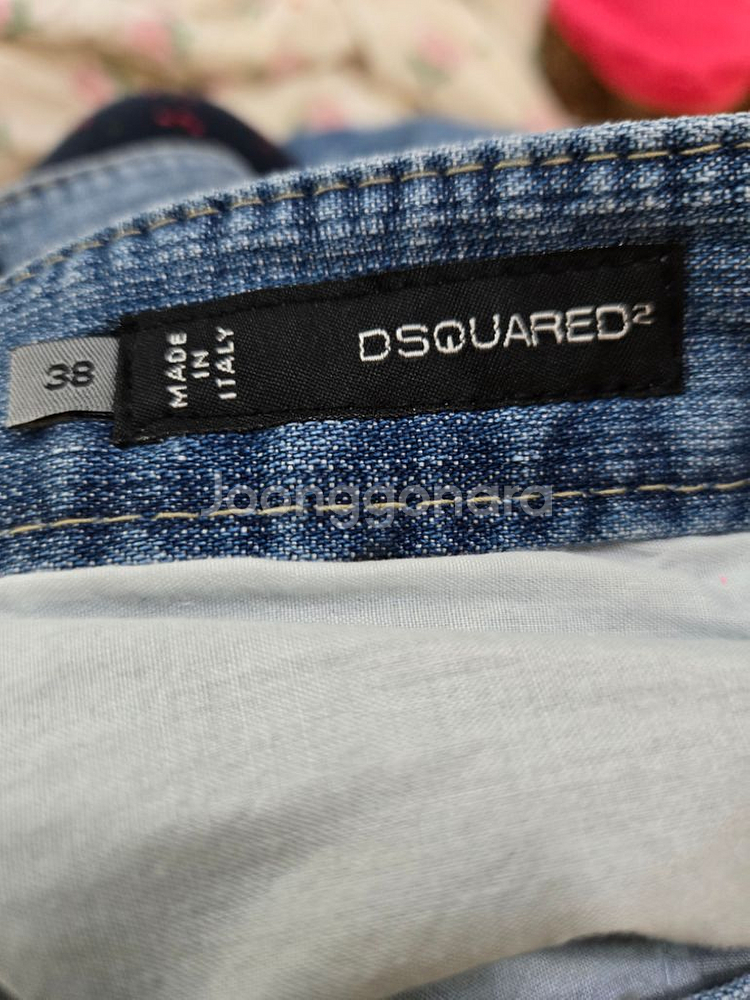 38
MADE
IN
ITALY
DSQUARED²
Joonggonara